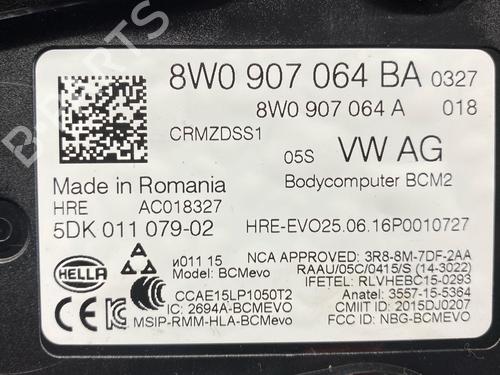 8W0 907 064 BA 0327
8W0 907 064 A 018
CRMZDSS1
05S VW AG
Made in Romania Bodycomputer BCM2
HRE AC018327
5DK 011 079-02 HRE-EVO25.06.16P0010727
HELLA
√011 15 NCA APPROVED: 3R8-8M-7DF-2AA
Model: BCMevo RAAU/05C/0415/S (14-3022)
IFETEL: RLVHEBC15-0293
CCAE15LP1050T2 Anatel: 3557-15-5364
IC: 2694A-BCMEVO CMIIT ID: 2015DJ0207
MSIP-RMM-HLA-BCMevo FCC ID: NBG-BCMEVO